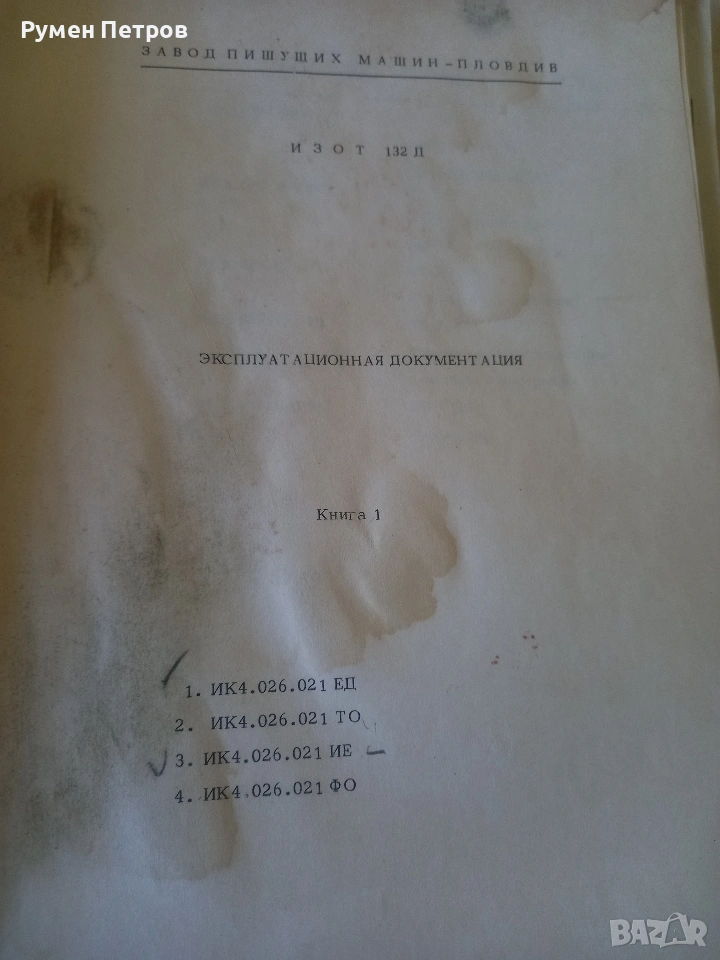 Румен Петров
ЗАВОД ПИШУЩИХ МАШИН-ПЛОВДИВ
ИЗОТ 132 Д
ЭКСПЛУАТАЦИОННАЯ ДОКУМЕНТАЦИЯ
Книга 1
1. ИК4.026.021 ЕД
2. ИК4.026.021 ТО
3. ИК4.026.021 ИЕ
4. ИК4.026.021 ФО
BAZAR